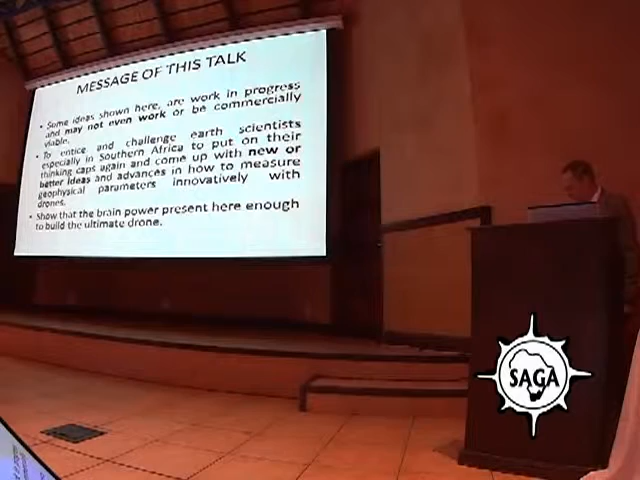 MESSAGE OF THIS TALK
• Some ideas shown here, are work in progress
and may not even work or be commercially
viable.
• To entice and challenge earth scientists
especially in Southern Africa to put on their
thinking caps again and come up with new or
better ideas and advances in how to measure
geophysical parameters innovatively with
drones.
• Show that the brain power present here enough
to build the ultimate drone.
SAGA